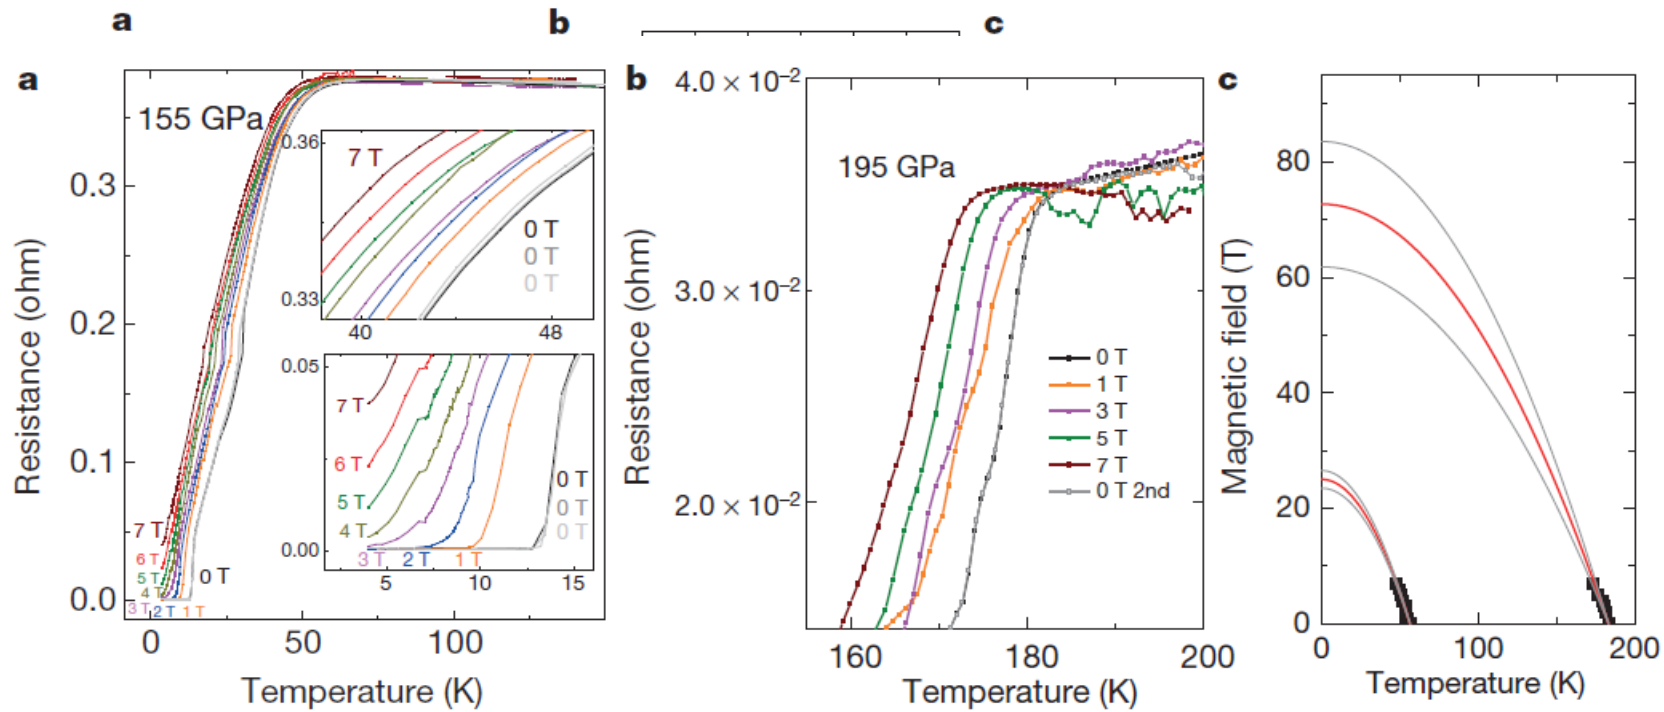 a
b
c
a
155 GPa
0.3
0.2
0.1
0.0
Resistance (ohm)
0
50
100
Temperature (K)
7 T
6 T
5 T
4 T
3 T
2 T
1 T
0 T
0.36
0.33
7 T
0 T
0 T
0 T
40
48
0.05
0.00
7 T
6 T
5 T
4 T
3 T
2 T
1 T
0 T
0 T
0 T
5
10
15
b
4.0 × 10⁻²
3.0 × 10⁻²
2.0 × 10⁻²
Resistance (ohm)
195 GPa
0 T
1 T
3 T
5 T
7 T
0 T 2nd
160
180
200
Temperature (K)
c
80
60
40
20
0
Magnetic field (T)
0
100
200
Temperature (K)